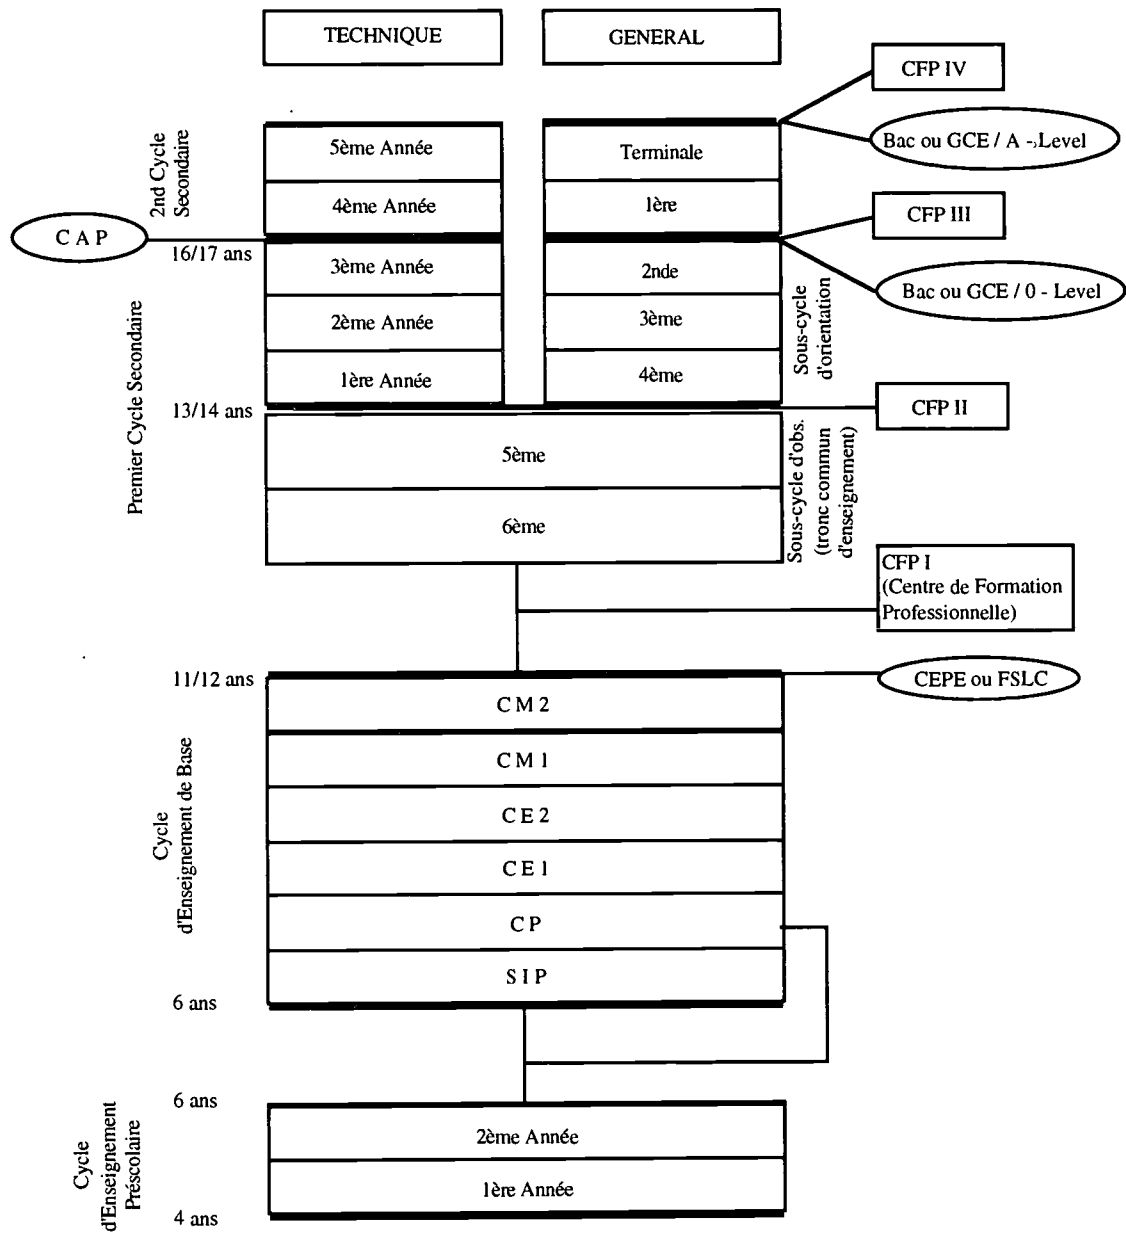 TECHNIQUE
GENERAL
CFP IV
5ème Année
Terminale
Bac ou GCE / A - Level
2nd Cycle
Secondaire
4ème Année
1ère
CFP III
C A P
16/17 ans
3ème Année
2nde
Bac ou GCE / 0 - Level
2ème Année
3ème
Sous-cycle
d'orientation
1ère Année
4ème
Premier Cycle Secondaire
13/14 ans
CFP II
5ème
6ème
Sous-cycle d'obs.
(tronc commun
d'enseignement)
CFP I
(Centre de Formation
Professionnelle)
11/12 ans
CEPE ou FSLC
C M 2
C M 1
C E 2
C E 1
C P
S I P
Cycle
d'Enseignement de Base
6 ans
6 ans
2ème Année
1ère Année
Cycle
d'Enseignement
Préscolaire
4 ans